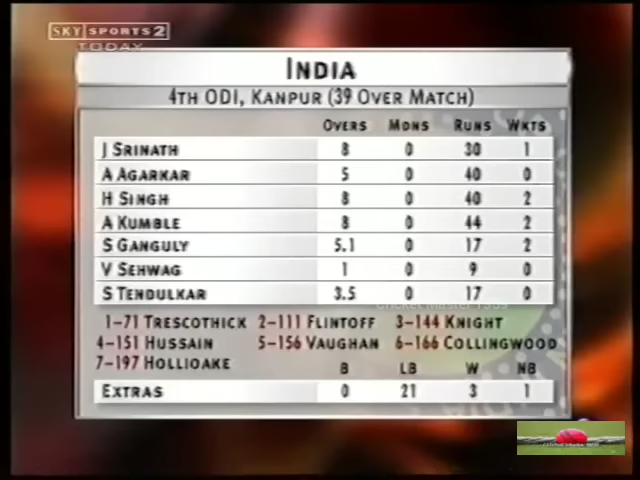 SKY SPORTS 2
TODAY
INDIA
4TH ODI, KANPUR (39 OVER MATCH)
OVERS MDNS RUNS WKTS
J SRINATH 8 0 30 1
A AGARKAR 5 0 40 0
H SINGH 8 0 40 2
A KUMBLE 8 0 44 2
S GANGULY 5.1 0 17 2
V SEHWAG 1 0 9 0
S TENDULKAR 3.5 0 17 0
1–71 TRESCOTHICK 2–111 FLINTOFF 3–144 KNIGHT
4–151 HUSSAIN 5–156 VAUGHAN 6–166 COLLINGWOOD
7–197 HOLLIOAKE
B LB W NB
EXTRAS 0 21 3 1